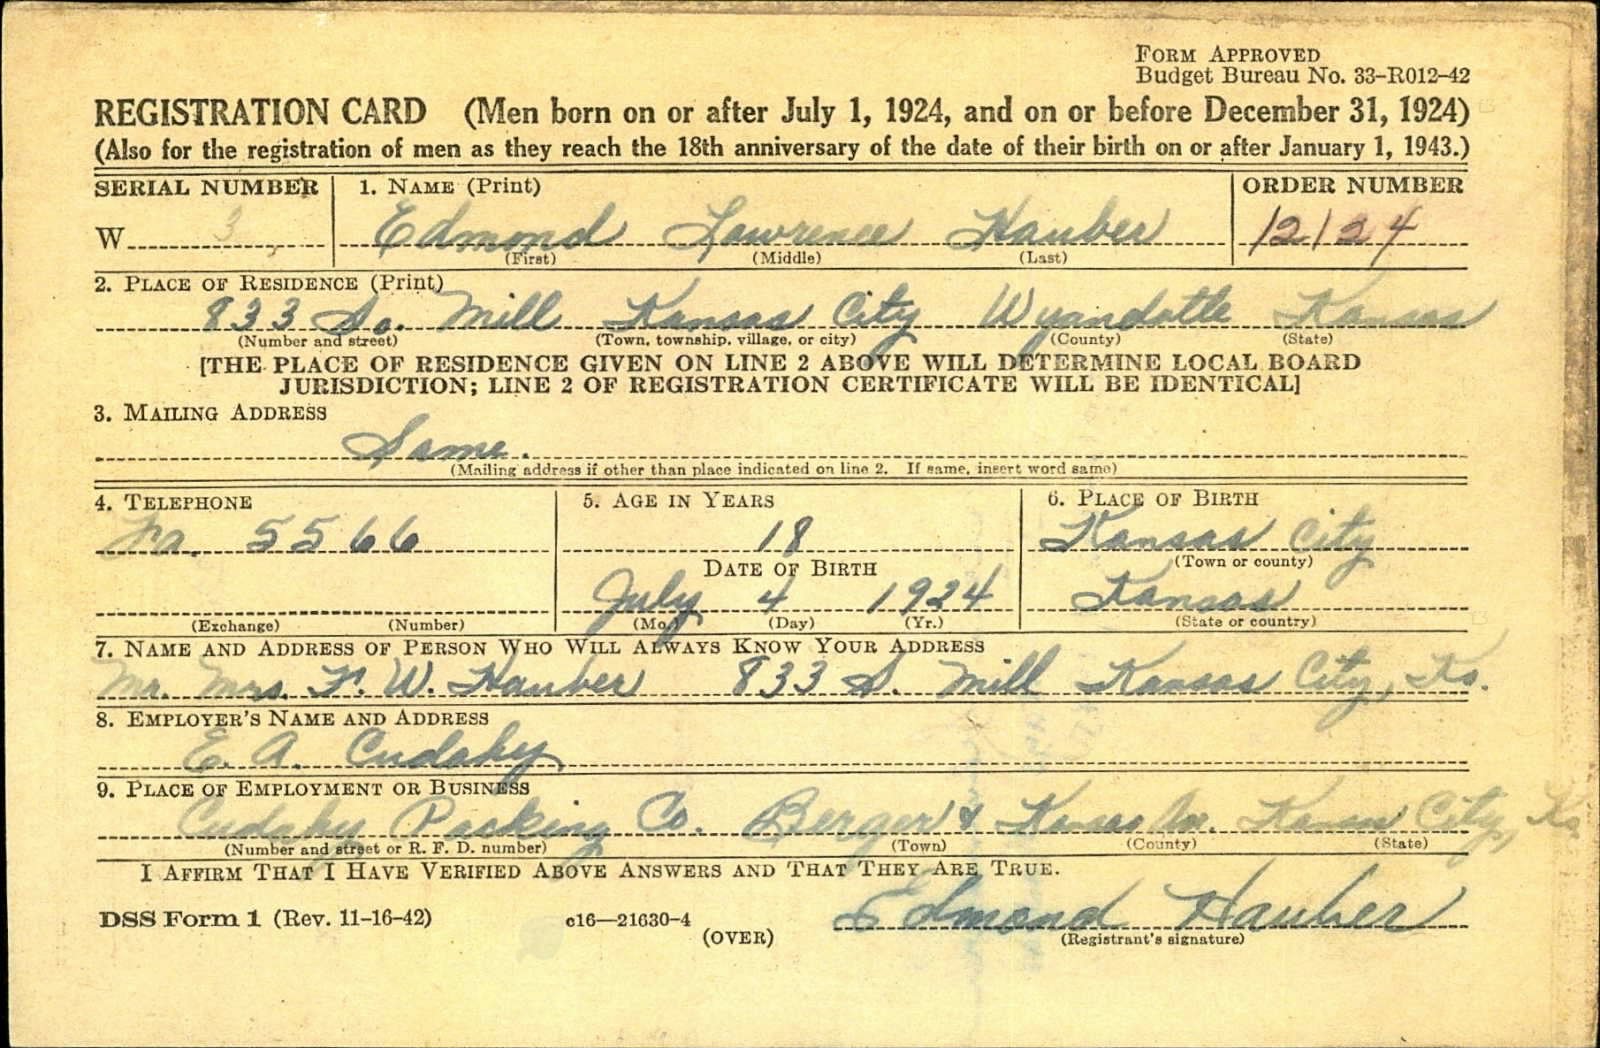 FORM APPROVED
Budget Bureau No. 33-R012-42
REGISTRATION CARD (Men born on or after July 1, 1924, and on or before December 31, 1924)
(Also for the registration of men as they reach the 18th anniversary of the date of their birth on or after January 1, 1943.)
SERIAL NUMBER 1. NAME (Print) ORDER NUMBER
W 3 Edmond Lawrence Hauber 12124
(First) (Middle) (Last)
2. PLACE OF RESIDENCE (Print)
833 So. Mill Kansas City Wyandotte Kansas
(Number and street) (Town, township, village, or city) (County) (State)
[THE PLACE OF RESIDENCE GIVEN ON LINE 2 ABOVE WILL DETERMINE LOCAL BOARD
JURISDICTION; LINE 2 OF REGISTRATION CERTIFICATE WILL BE IDENTICAL]
3. MAILING ADDRESS
Same.
(Mailing address if other than place indicated on line 2. If same, insert word same)
4. TELEPHONE 5. AGE IN YEARS 6. PLACE OF BIRTH
5566 18 Kansas City
(Town or county)
DATE OF BIRTH
July 4 1924 Kansas
(Exchange) (Number) (Mo.) (Day) (Yr.) (State or country)
7. NAME AND ADDRESS OF PERSON WHO WILL ALWAYS KNOW YOUR ADDRESS
Mr. Mrs. F. W. Hauber 833 S. Mill Kansas City, Ks.
8. EMPLOYER'S NAME AND ADDRESS
E. A. Cudahy
9. PLACE OF EMPLOYMENT OR BUSINESS
Cudahy Packing Co. Berger & Kansas Av. Kansas City, Ks
(Number and street or R. F. D. number) (Town) (County) (State)
I AFFIRM THAT I HAVE VERIFIED ABOVE ANSWERS AND THAT THEY ARE TRUE.
DSS Form 1 (Rev. 11-16-42) c16—21630-4 (OVER) Edmond Hauber
(Registrant's signature)